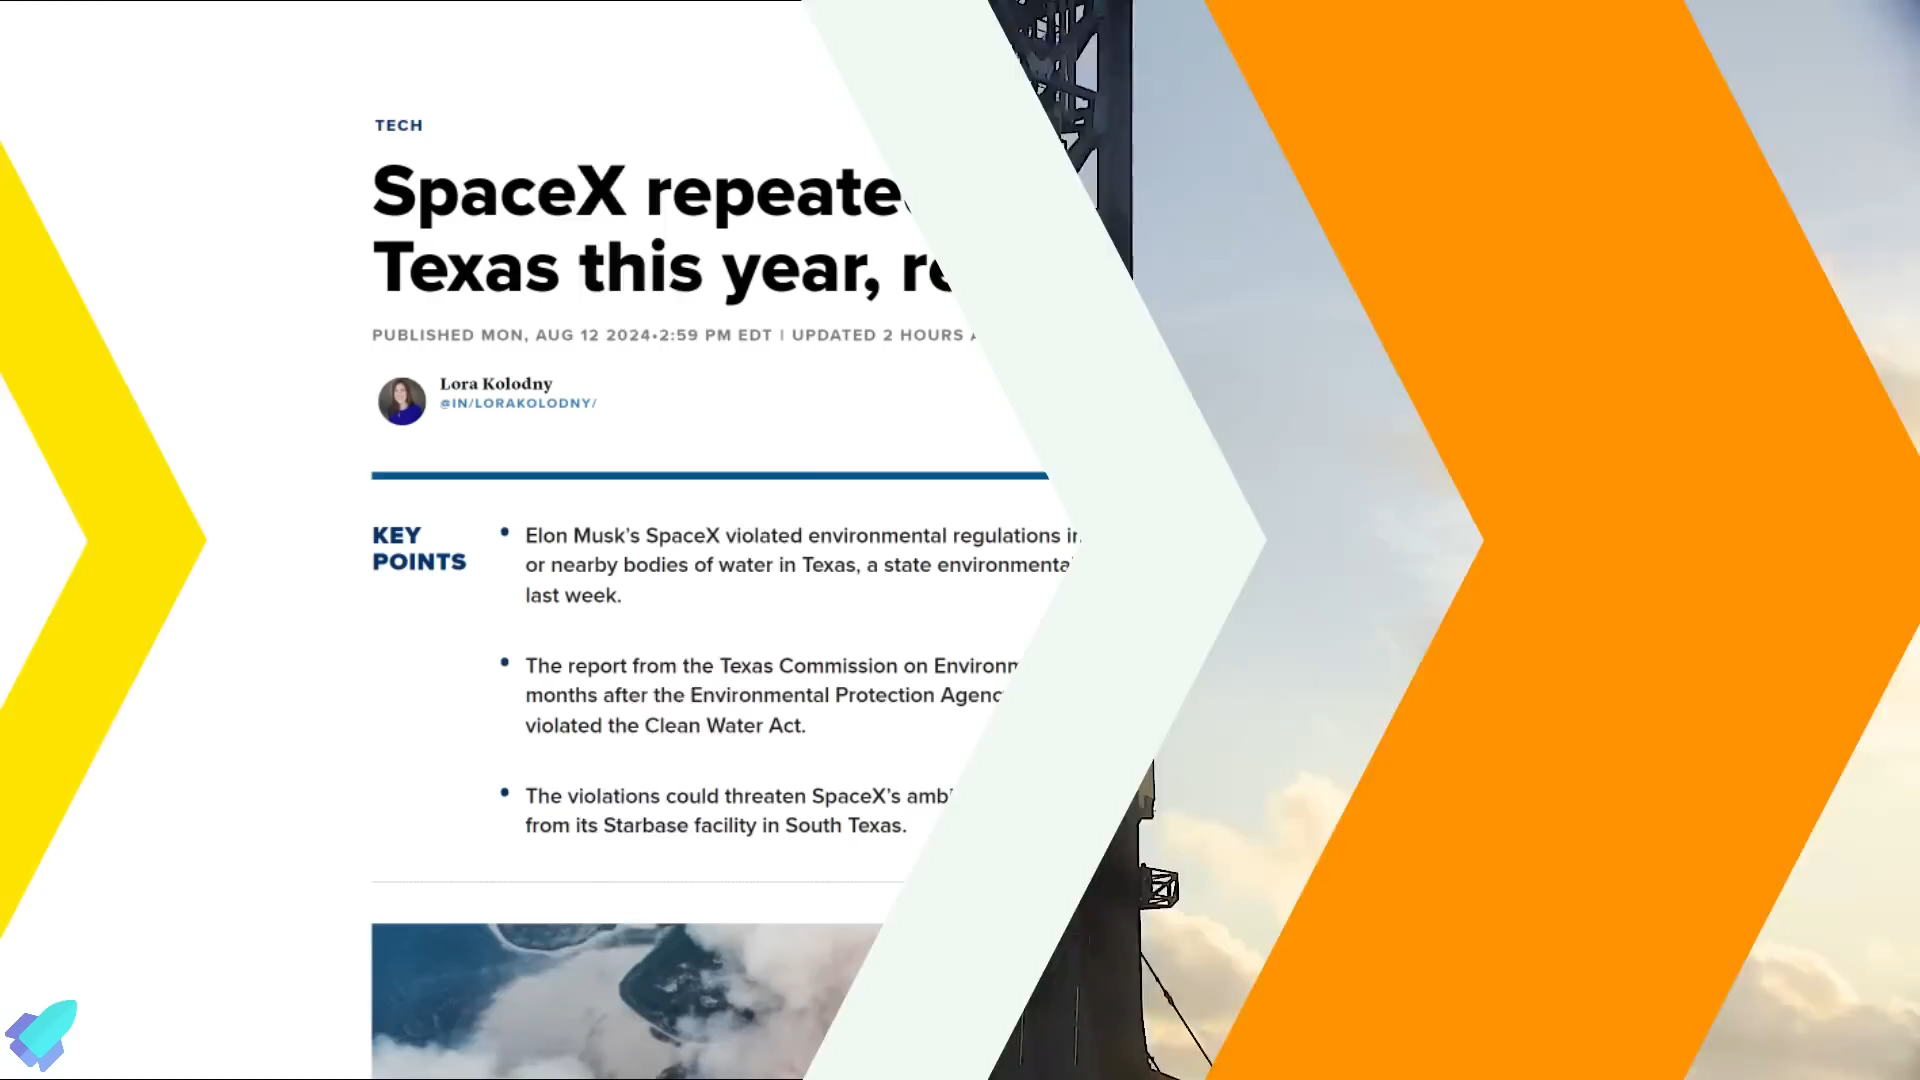 TECH
SpaceX repeate
Texas this year, re
PUBLISHED MON, AUG 12 2024•2:59 PM EDT | UPDATED 2 HOURS
Lora Kolodny
@IN/LORAKOLODNY/
KEY
POINTS
• Elon Musk's SpaceX violated environmental regulations in
or nearby bodies of water in Texas, a state environmenta
last week.
• The report from the Texas Commission on Environm
months after the Environmental Protection Agenc
violated the Clean Water Act.
• The violations could threaten SpaceX's amb
from its Starbase facility in South Texas.